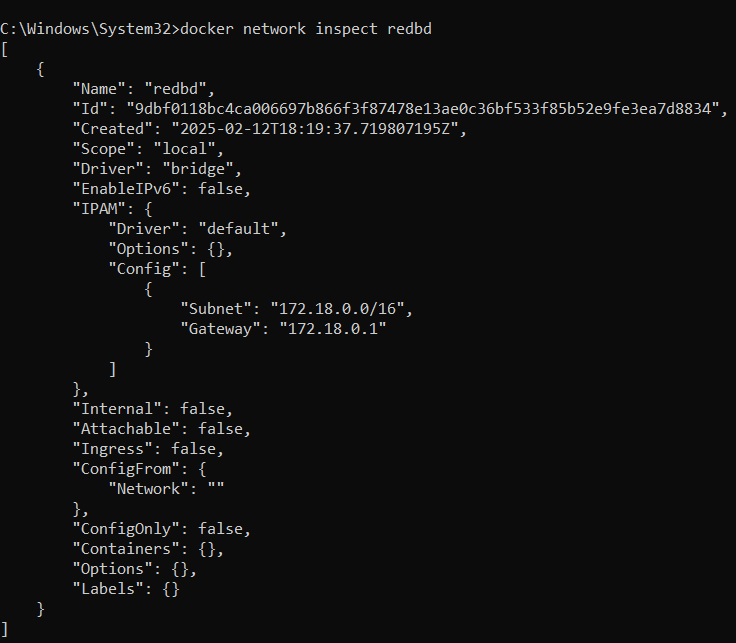 C:\Windows\System32>docker network inspect redbd
[
    {
        "Name": "redbd",
        "Id": "9dbf0118bc4ca006697b866f3f87478e13ae0c36bf533f85b52e9fe3ea7d8834",
        "Created": "2025-02-12T18:19:37.719807195Z",
        "Scope": "local",
        "Driver": "bridge",
        "EnableIPv6": false,
        "IPAM": {
            "Driver": "default",
            "Options": {},
            "Config": [
                {
                    "Subnet": "172.18.0.0/16",
                    "Gateway": "172.18.0.1"
                }
            ]
        },
        "Internal": false,
        "Attachable": false,
        "Ingress": false,
        "ConfigFrom": {
            "Network": ""
        },
        "ConfigOnly": false,
        "Containers": {},
        "Options": {},
        "Labels": {}
    }
]